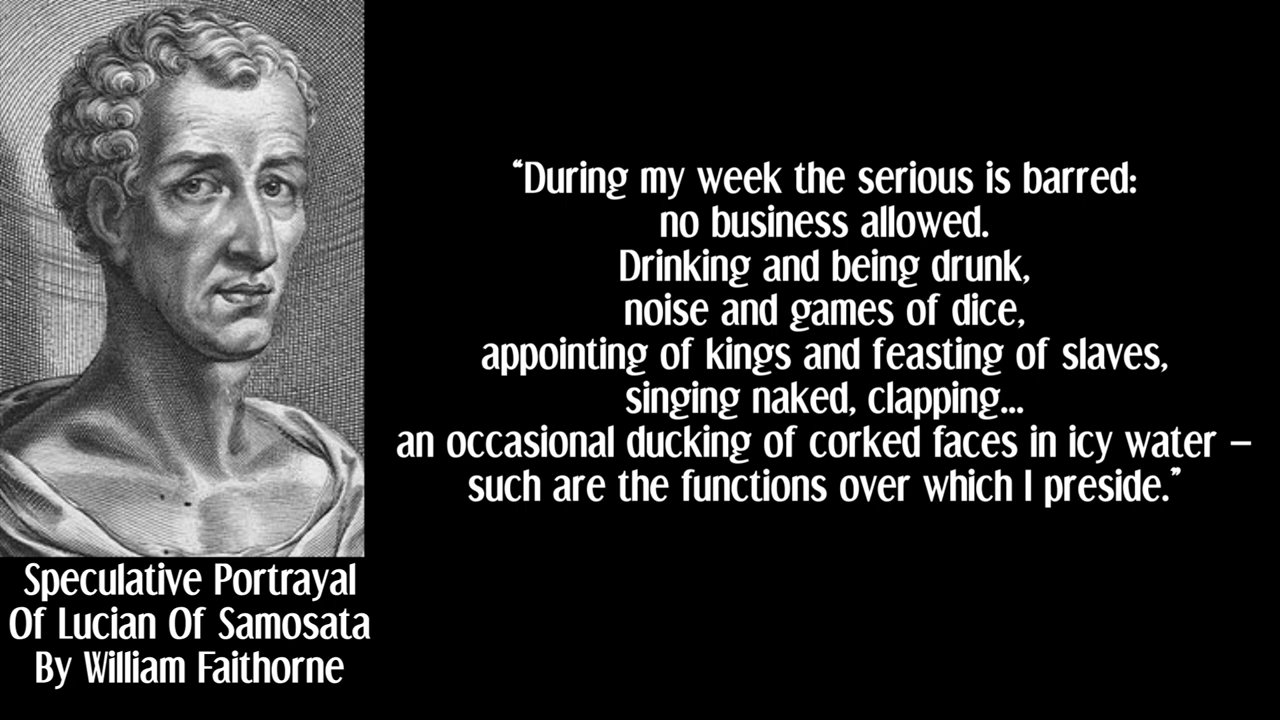 “During my week the serious is barred:
no business allowed.
Drinking and being drunk,
noise and games of dice,
appointing of kings and feasting of slaves,
singing naked, clapping...
an occasional ducking of corked faces in icy water –
such are the functions over which I preside.”
Speculative Portrayal
Of Lucian Of Samosata
By William Faithorne